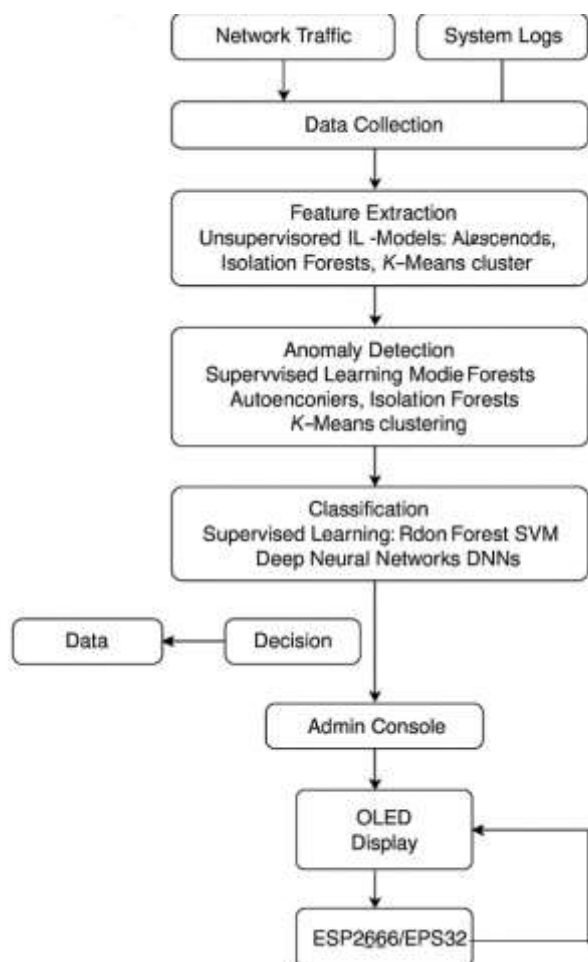 Network Traffic
System Logs
Data Collection
Feature Extraction
Unsupervisored IL -Models:
Isolation Forests, K–Means cluster
Anomaly Detection
Supervvised Learning Modie Forests
Autoenconiers, Isolation Forests
K–Means clustering
Classification
Supervised Learning: Rdon Forest SVM
Deep Neural Networks DNNs
Data
Decision
Admin Console
OLED
Display
ESP2666/EPS32